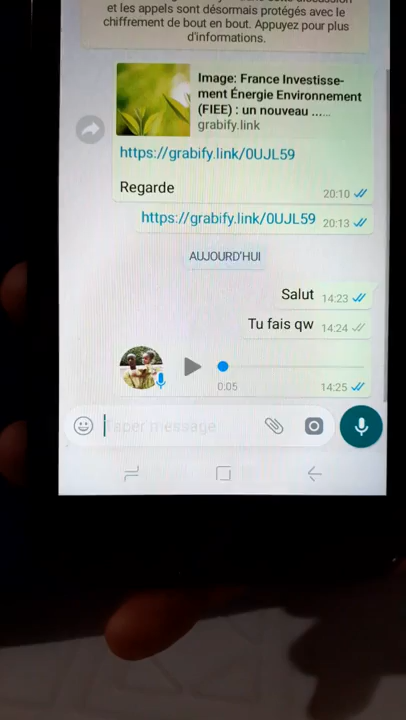 et les appels sont désormais protégés avec le
chiffrement de bout en bout. Appuyez pour plus
d'informations.
Image: France Investisse-
ment Énergie Environnement
(FIEE) : un nouveau ......
grabify.link
https://grabify.link/0UJL59
Regarde
20:10
https://grabify.link/0UJL59 20:13
AUJOURD'HUI
Salut 14:23
Tu fais qw 14:24
0:05 14:25
Taper message